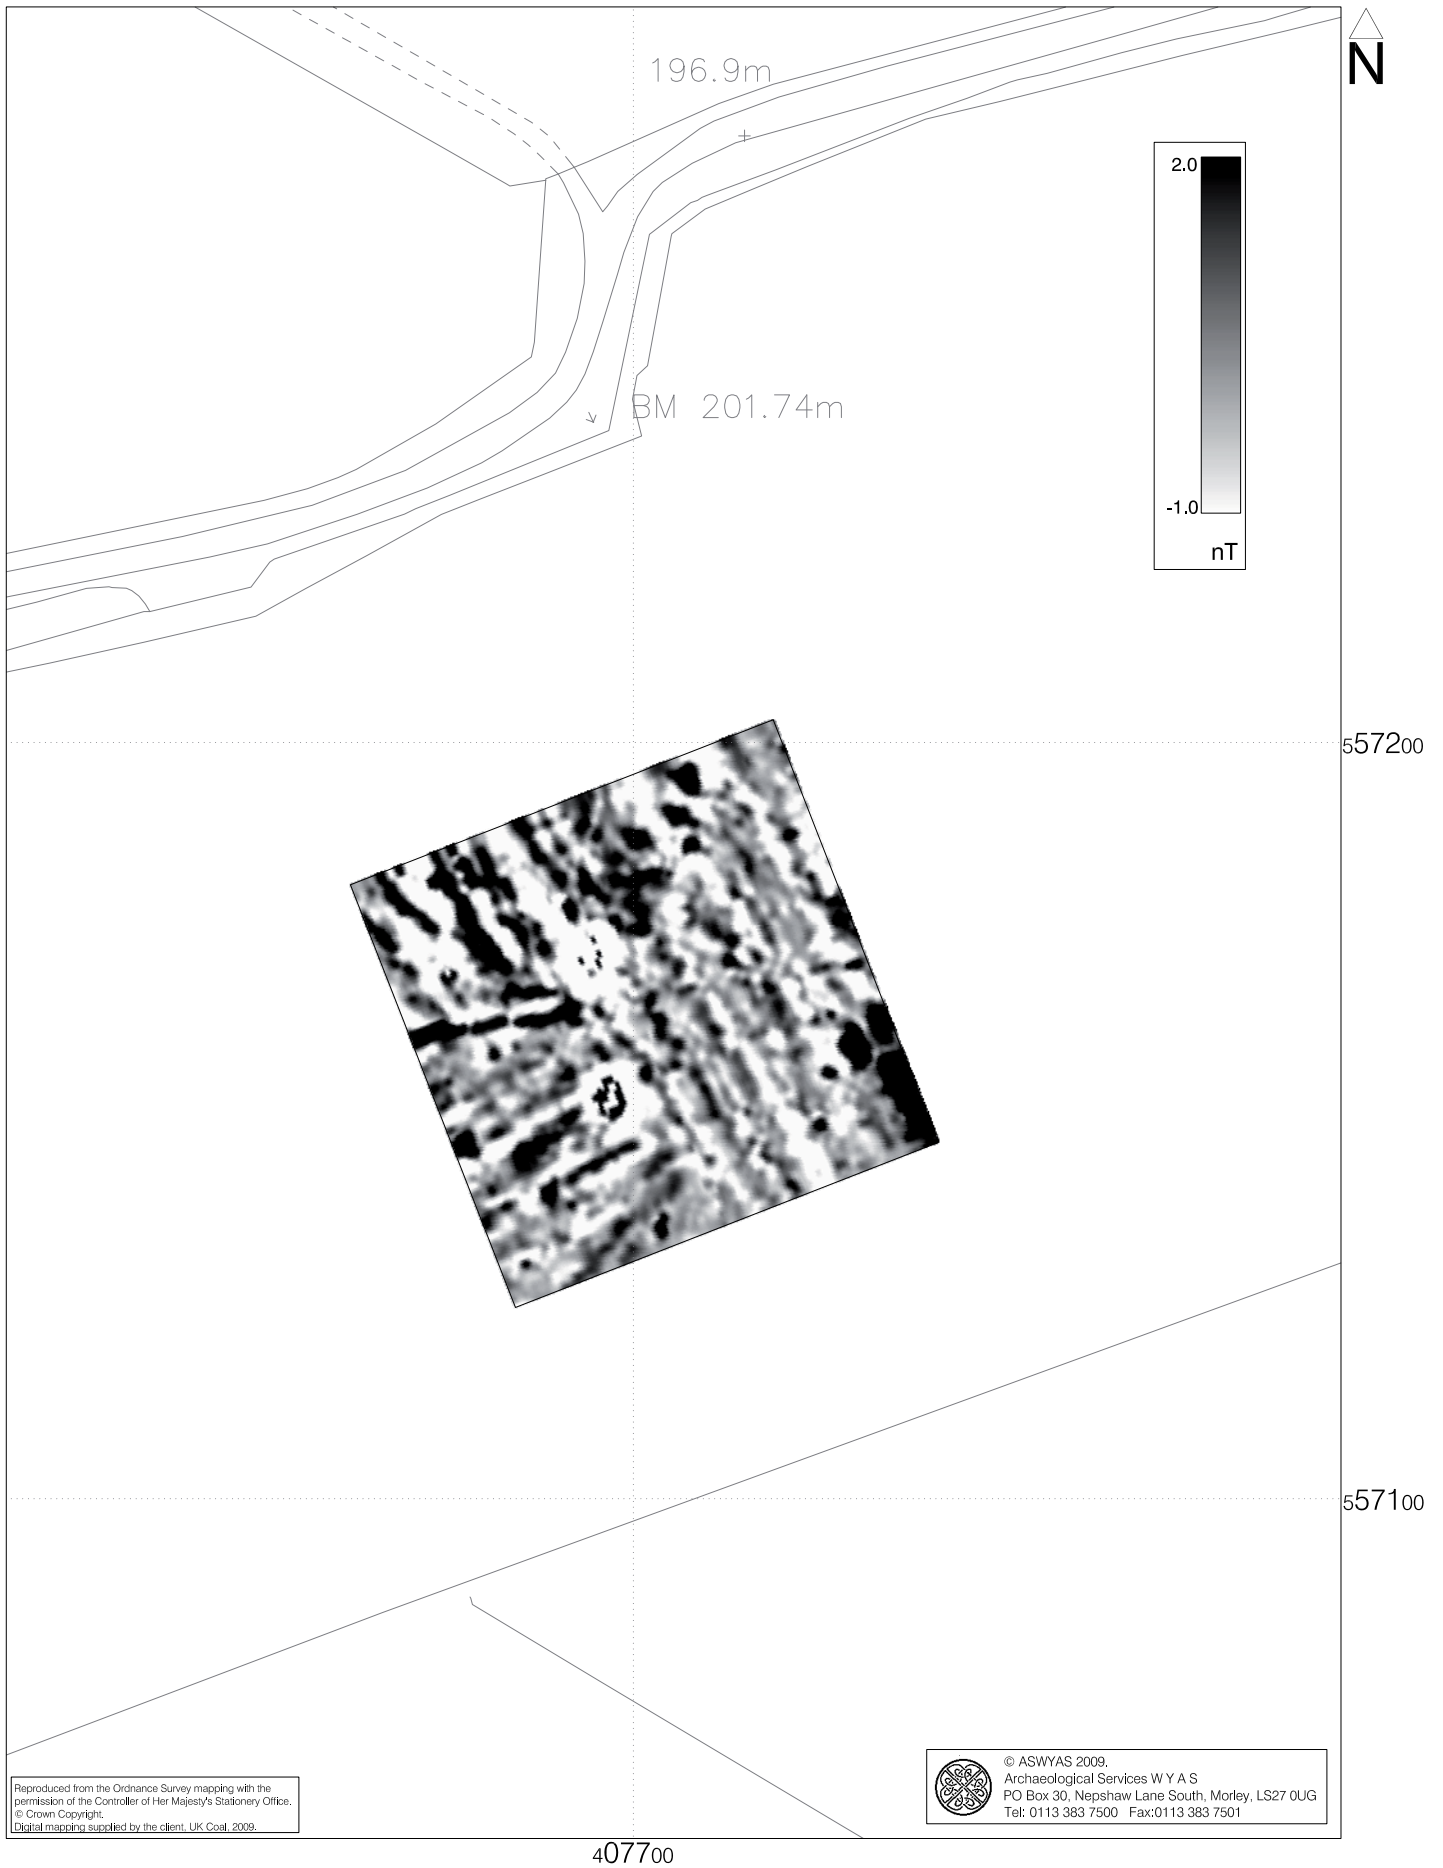 196.9m
N
2.0
-1.0
nT
BM 201.74m
557200
557100
Reproduced from the Ordnance Survey mapping with the
permission of the Controller of Her Majesty's Stationery Office.
© Crown Copyright.
Digital mapping supplied by the client, UK Coal, 2009.
© ASWYAS 2009.
Archaeological Services W Y A S
PO Box 30, Nepshaw Lane South, Morley, LS27 0UG
Tel: 0113 383 7500 Fax:0113 383 7501
407700